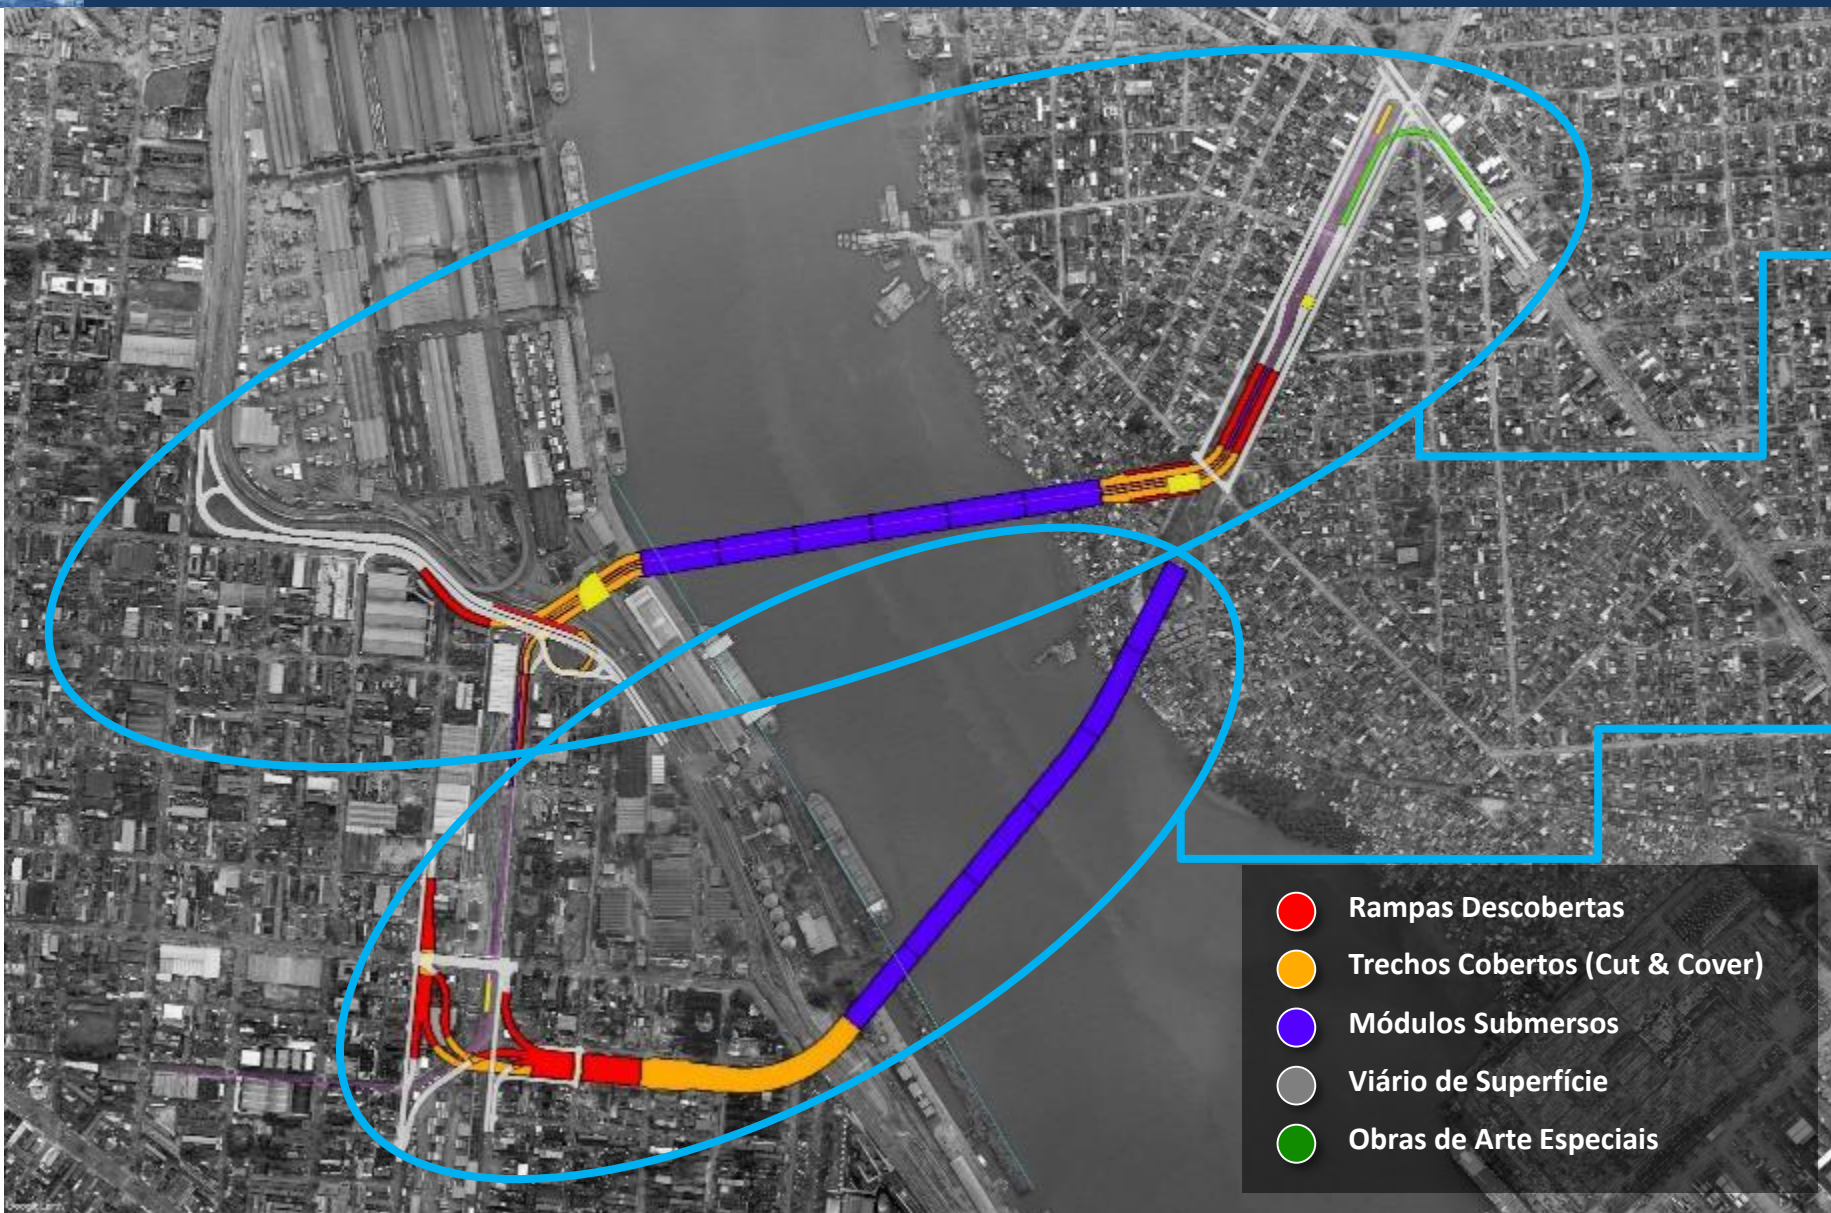 Rampas Descobertas
Trechos Cobertos (Cut & Cover)
Módulos Submersos
Viário de Superfície
Obras de Arte Especiais